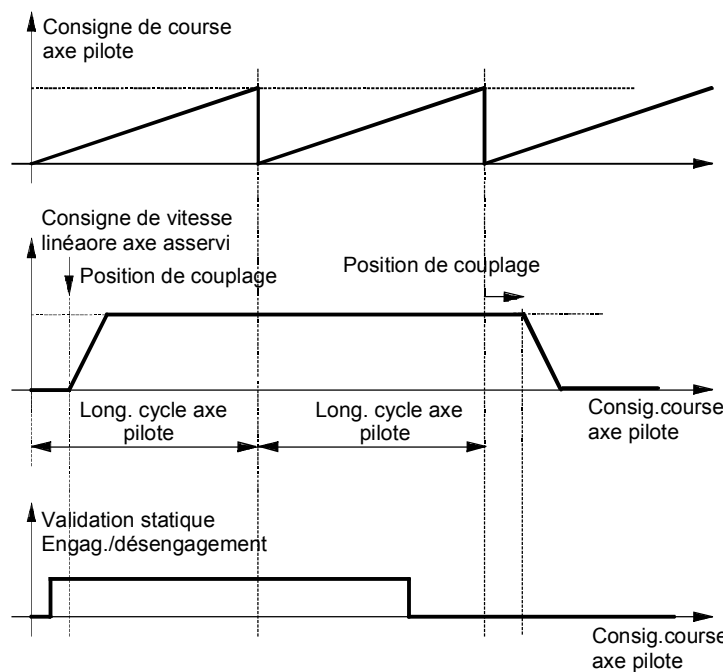 Consigne de course
axe pilote
Consigne de vitesse
linéaore axe asservi
Position de couplage
Position de couplage
Long. cycle axe
pilote
Long. cycle axe
pilote
Consig.course
axe pilote
Validation statique
Engag./désengagement
Consig.course
axe pilote